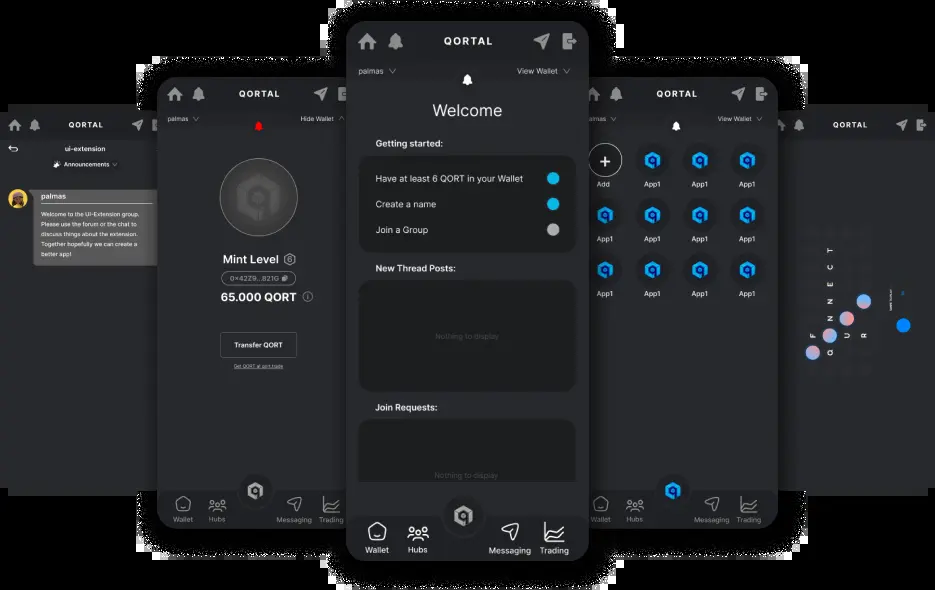 QORTAL
ui-extension
Announcements
palmas
Welcome to the UI-Extension group.
Please use the forum or the chat to
discuss things about the extension.
Together hopefully we can create a
better app!
QORTAL
palmas
Hide Wallet
Mint Level
65.000 QORT
Transfer QORT
Get QORT at qort.trade
Wallet
Hubs
Messaging
Trading
QORTAL
palmas
View Wallet
Welcome
Getting started:
Have at least 6 QORT in your Wallet
Create a name
Join a Group
New Thread Posts:
Nothing to display
Join Requests:
Nothing to display
Wallet
Hubs
Messaging
Trading
QORTAL
almas
View Wallet
Add
App1
App1
App1
App1
App1
App1
App1
App1
App1
App1
App1
Wallet
Hubs
Messaging
Trading
QORTAL
QUNNECT
FUR